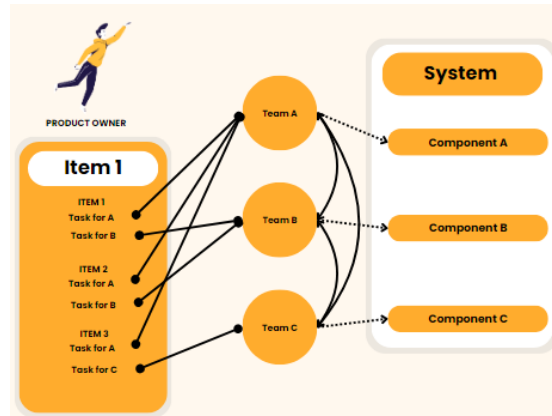 PRODUCT OWNER
Item 1
ITEM 1
Task for A
Task for B
ITEM 2
Task for A
Task for B
ITEM 3
Task for A
Task for C
Team A
Team B
Team C
System
Component A
Component B
Component C